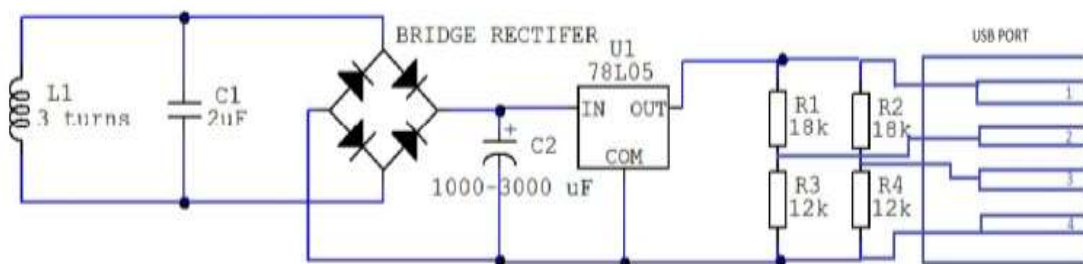 BRIDGE RECTIFER
USB PORT
U1
78L05
L1
3 turns
C1
2uF
IN OUT
COM
+
C2
1000-3000 uF
R1
18k
R2
18k
R3
12k
R4
12k
1
2
3
4